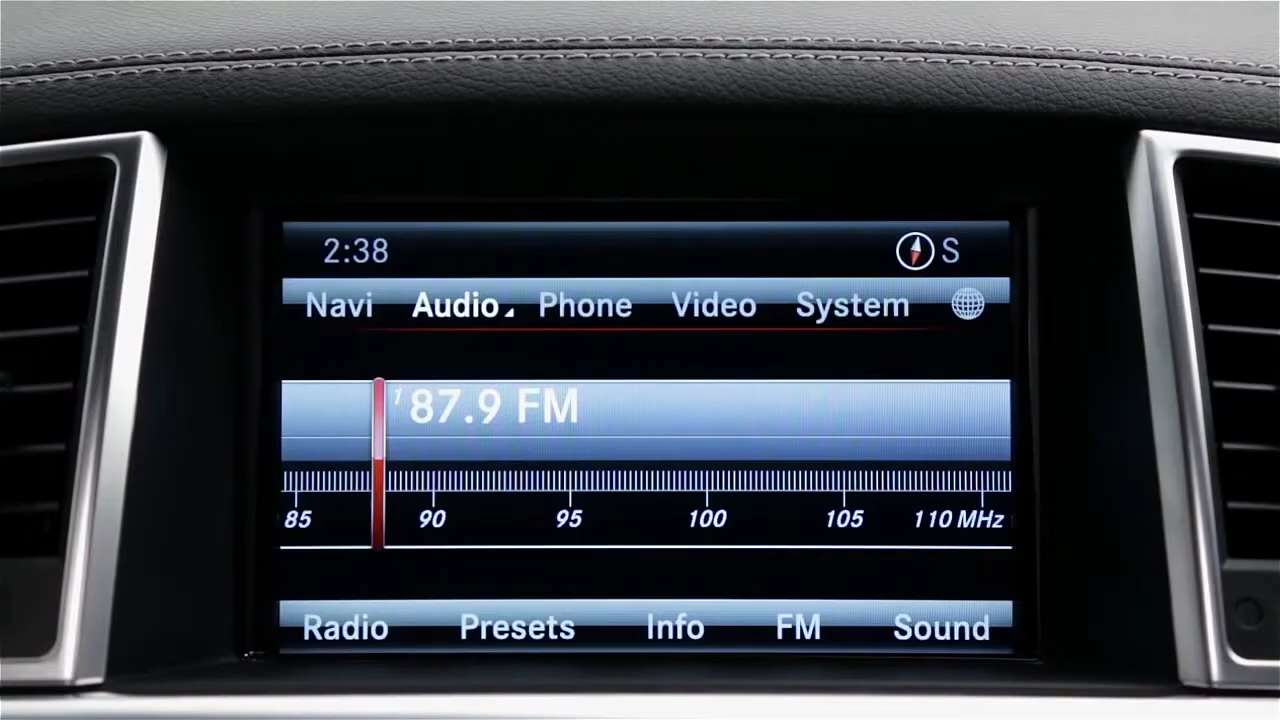 2:38 S
Navi Audio Phone Video System
1 87.9 FM
85 90 95 100 105 110 MHz
Radio Presets Info FM Sound